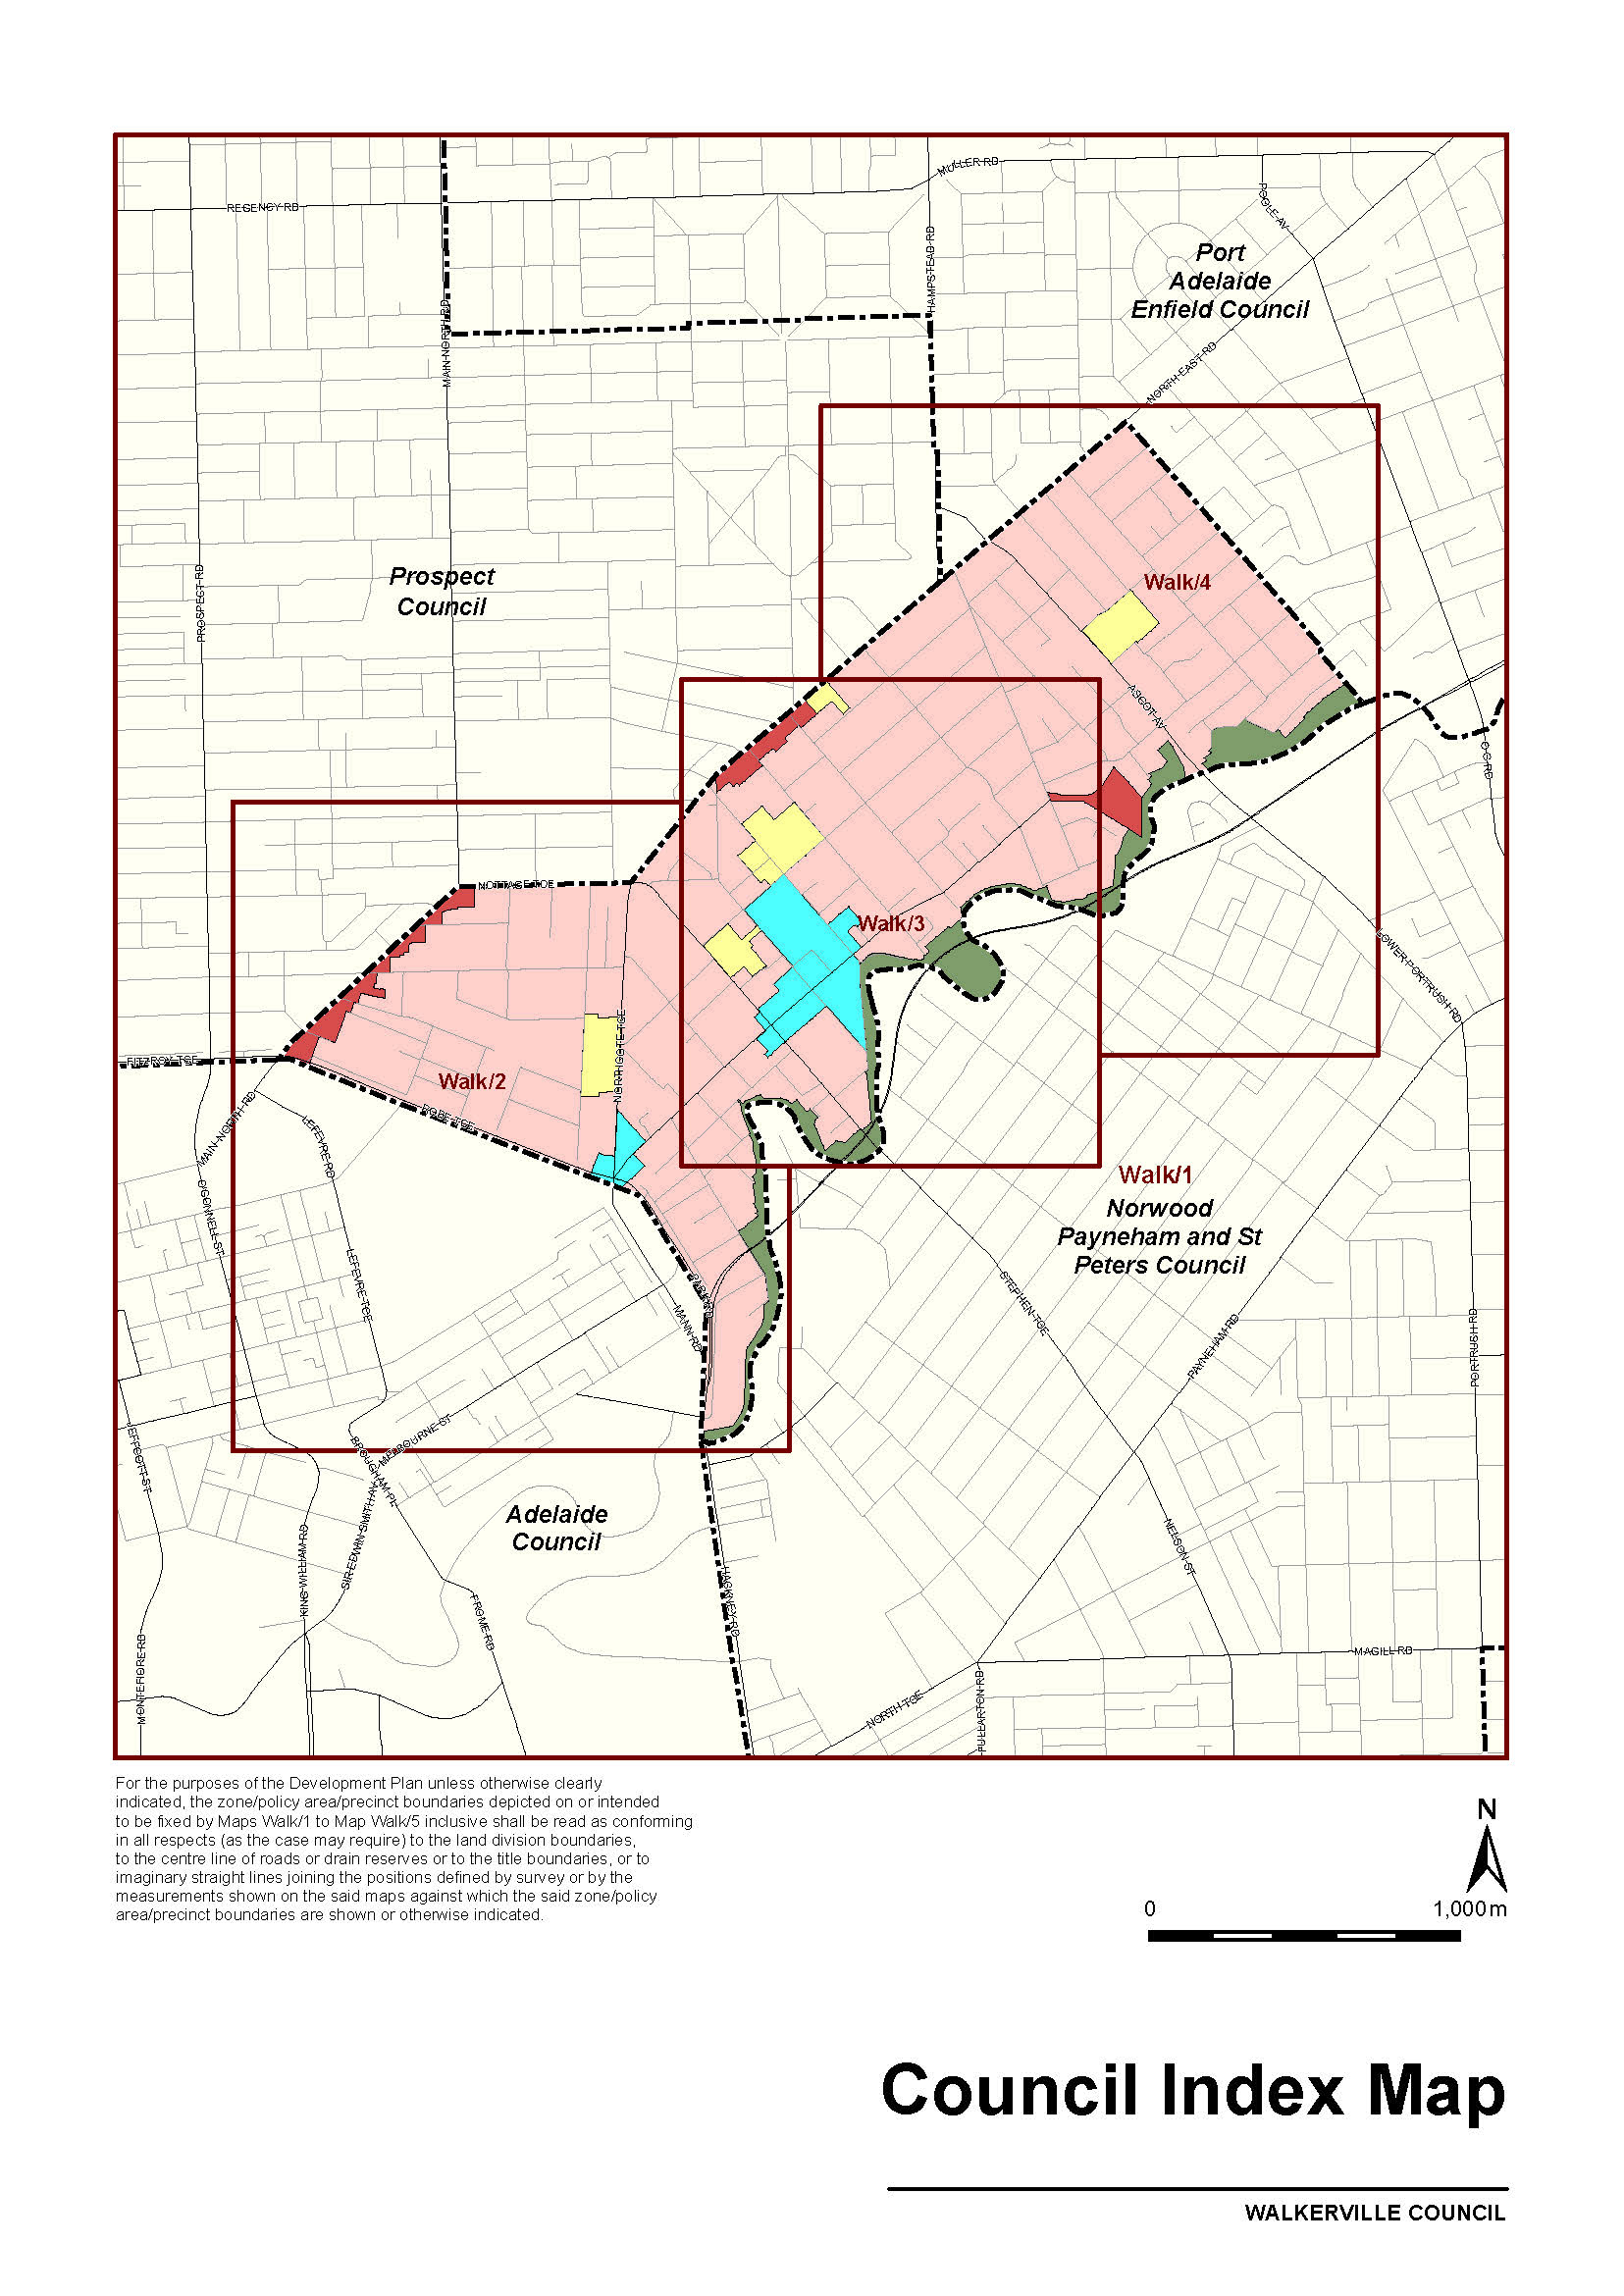 REGENCY RD
MULLER RD
POOLE AV
HAMPSTEAD RD
MAIN NORTH RD
Port
Adelaide
Enfield Council
NORTH EAST RD
PROSPECT RD
Prospect
Council
Walk/4
ASCOT AV
O G RD
NOTTAGE TCE
Walk/3
LOWER PORTRUSH RD
FITZROY TCE
NORTHCOTE TCE
Walk/2
ROBE TCE
MAIN NORTH RD
LEFEVRE RD
Walk/1
Norwood
Payneham and St
Peters Council
O'CONNELL ST
LEFEVRE TCE
PARK RD
MANN RD
STEPHEN TCE
PAYNEHAM RD
PORTRUSH RD
JEFFCOTT ST
BROUGHAM PL
MELBOURNE ST
SIR EDWIN SMITH AV
KING WILLIAM RD
Adelaide
Council
NELSON ST
FROME RD
HACKNEY RD
MONTEFIORE RD
MAGILL RD
NORTH TCE
FULLARTON RD
For the purposes of the Development Plan unless otherwise clearly
indicated, the zone/policy area/precinct boundaries depicted on or intended
to be fixed by Maps Walk/1 to Map Walk/5 inclusive shall be read as conforming
in all respects (as the case may require) to the land division boundaries,
to the centre line of roads or drain reserves or to the title boundaries, or to
imaginary straight lines joining the positions defined by survey or by the
measurements shown on the said maps against which the said zone/policy
area/precinct boundaries are shown or otherwise indicated.
N
0 1,000 m
Council Index Map
WALKERVILLE COUNCIL